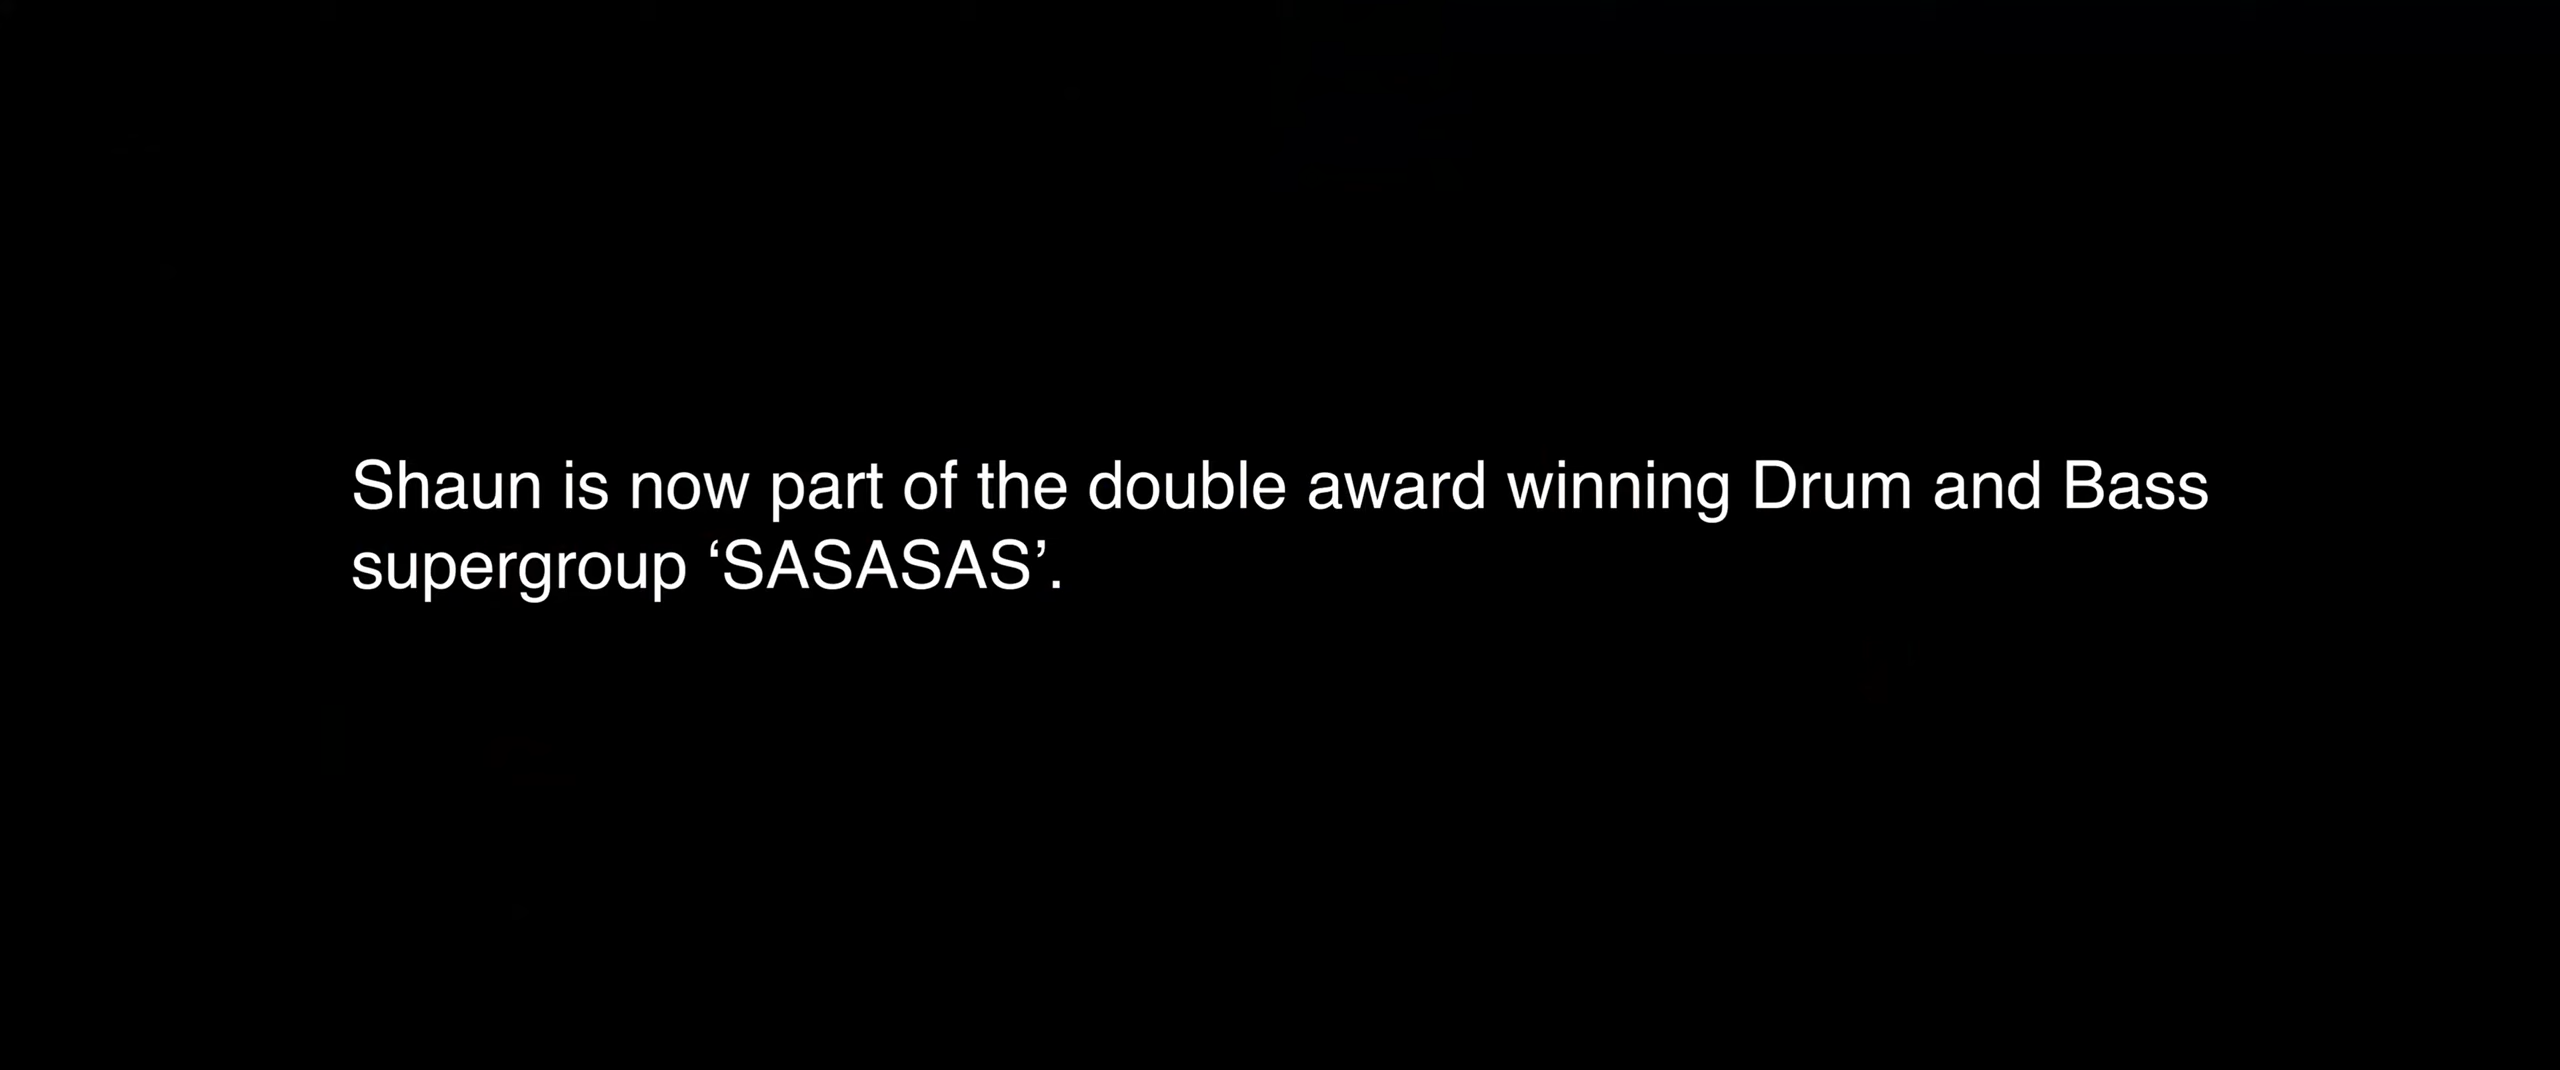 Shaun is now part of the double award winning Drum and Bass
supergroup ‘SASASAS’.